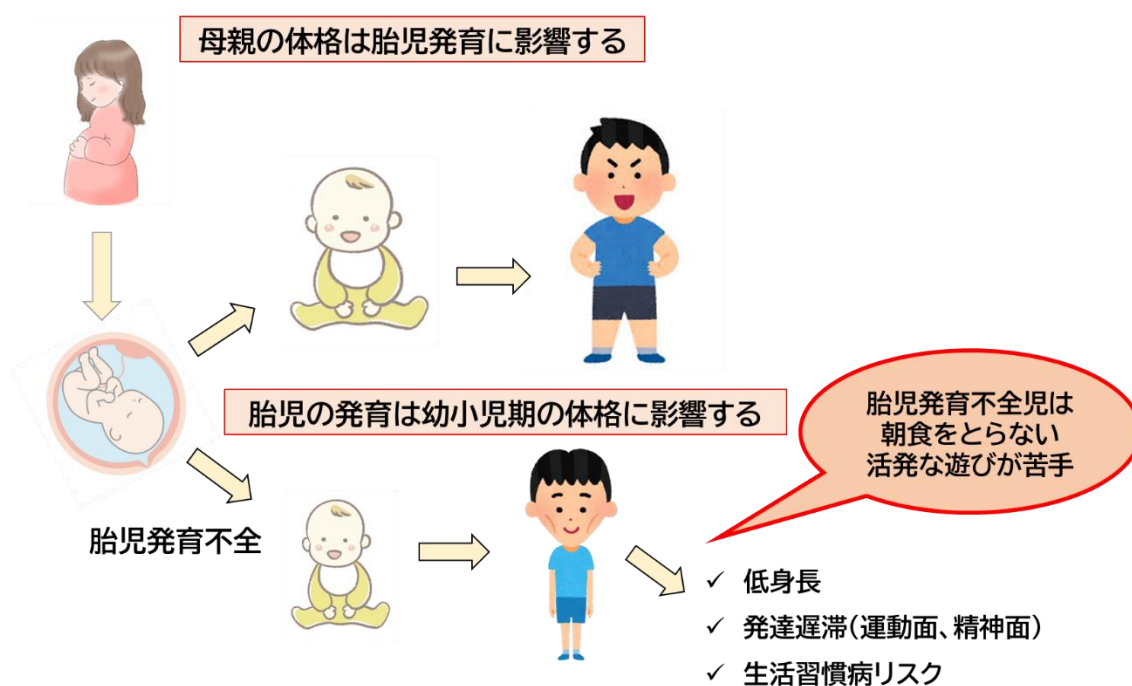 母親の体格は胎児発育に影響する
胎児の発育は幼小児期の体格に影響する
胎児発育不全児は
朝食をとらない
活発な遊びが苦手
胎児発育不全
✓ 低身長
✓ 発達遅滞(運動面、精神面)
✓ 生活習慣病リスク